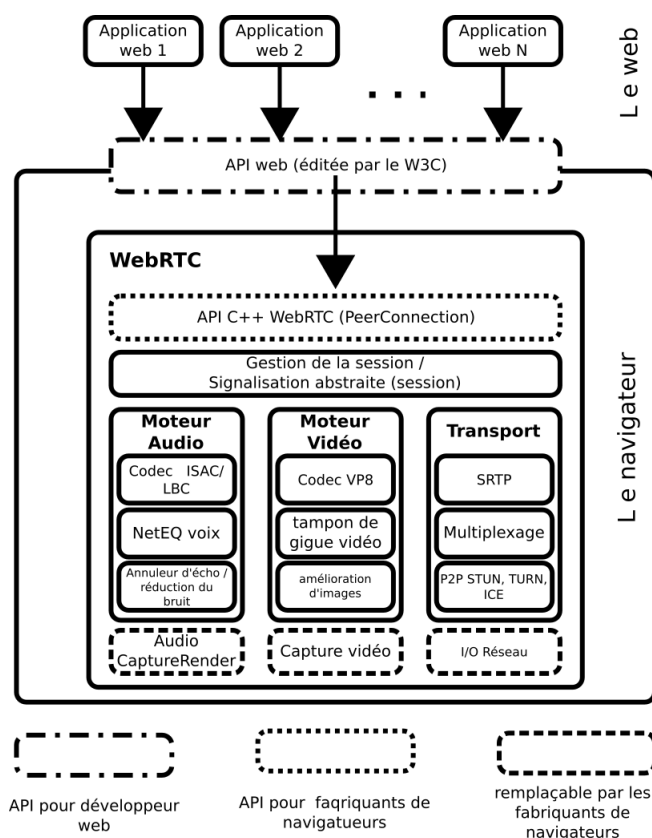 Application
web 1
Application
web 2
Application
web N
. . .
L e web
API web (éditée par le W3C)
WebRTC
API C++ WebRTC (PeerConnection)
Gestion de la session /
Signalisation abstraite (session)
Moteur
Audio
Codec ISAC/
LBC
NetEQ voix
Annuleur d'écho /
réduction du
bruit
Audio
CaptureRender
Moteur
Vidéo
Codec VP8
tampon de
gigue vidéo
amélioration
d'images
Capture vidéo
Transport
SRTP
Multiplexage
P2P STUN, TURN,
ICE
I/O Réseau
L e navigateur
API pour développeur
web
API pour faqriquants de
navigatueurs
remplaçable par les
fabriquants de
navigateurs